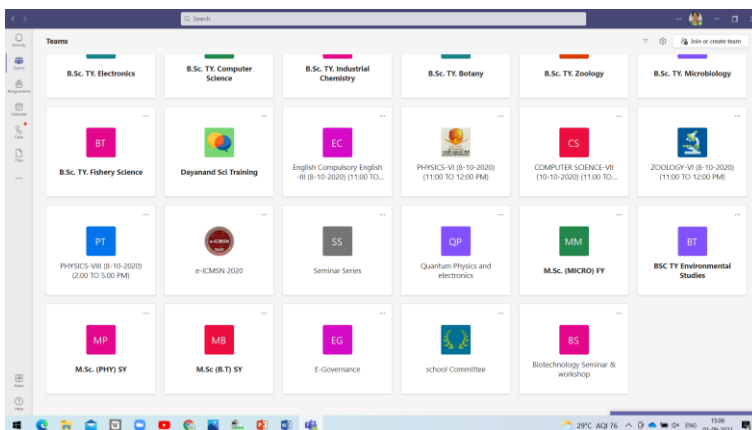 Search
Activity
Teams
Join or create team
Teams
Assignments
Calendar
Calls
Files
B.Sc. TY. Electronics
B.Sc. TY. Computer
Science
B.Sc. TY. Industrial
Chemistry
B.Sc. TY. Botany
B.Sc. TY. Zoology
B.Sc. TY. Microbiology
BT
B.Sc. TY. Fishery Science
Dayanand Sci Training
EC
English Compulsory English
-III (8-10-2020) (11:00 TO...
PHYSICS-VI (8-10-2020)
(11:00 TO 12:00 PM)
CS
COMPUTER SCIENCE-VII
(10-10-2020) (11:00 TO...
ZOOLOGY-VI (8-10-2020)
(11:00 TO 12:00 PM)
PT
PHYSICS-VIII (8-10-2020)
(2.00 TO 5.00 PM)
e-ICMSN
e-ICMSN 2020
SS
Seminar Series
QP
Quantum Physics and
electronics
MM
M.Sc. (MICRO) FY
BT
BSC TY Environmental
Studies
MP
M.Sc. (PHY) SY
MB
M.Sc (B.T) SY
EG
E-Governance
school Committee
BS
Biotechnology Seminar &
workshop
Help
29°C AQI 76
ENG
15:06
01-09-2021